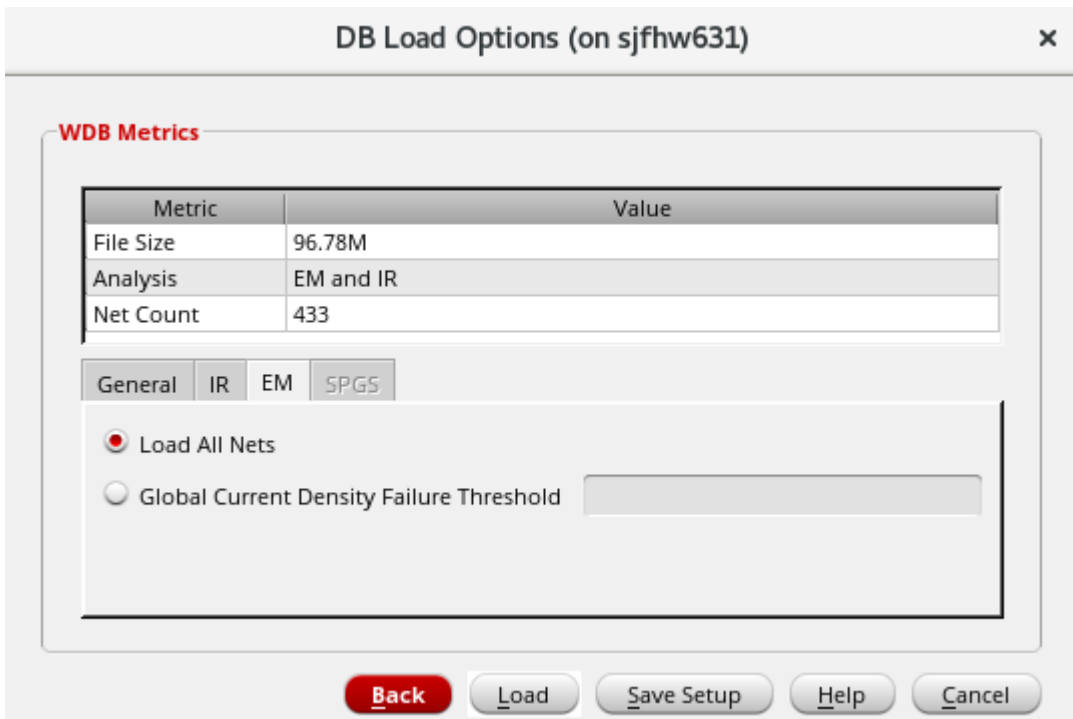 DB Load Options (on sjfhw631)
WDB Metrics
Metric Value
File Size 96.78M
Analysis EM and IR
Net Count 433
General IR EM SPGS
Load All Nets
Global Current Density Failure Threshold
Back Load Save Setup Help Cancel